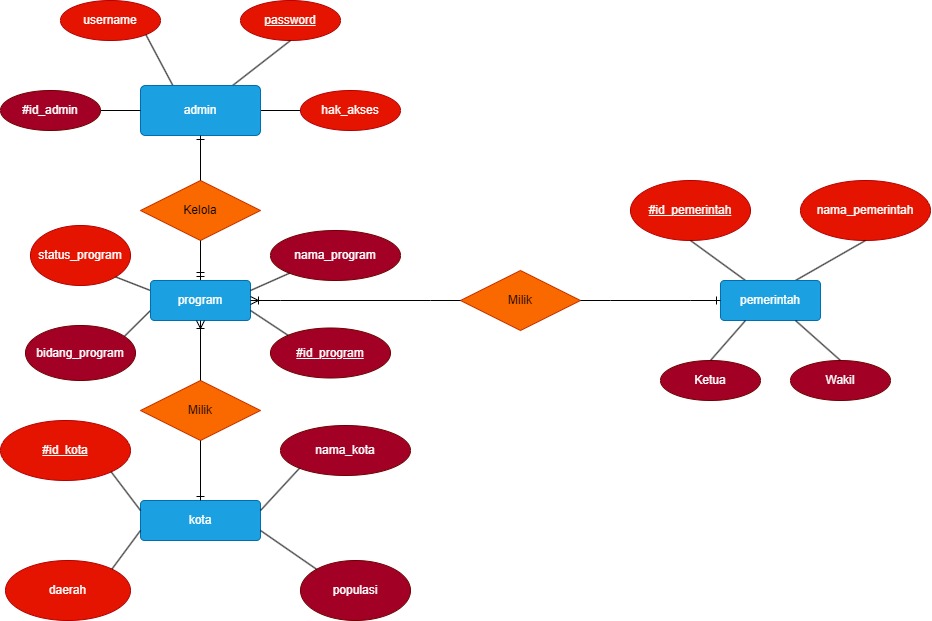 username
password
#id_admin
admin
hak_akses
Kelola
status_program
nama_program
program
bidang_program
#id_program
Milik
#id_pemerintah
nama_pemerintah
pemerintah
Ketua
Wakil
Milik
#id_kota
nama_kota
kota
daerah
populasi